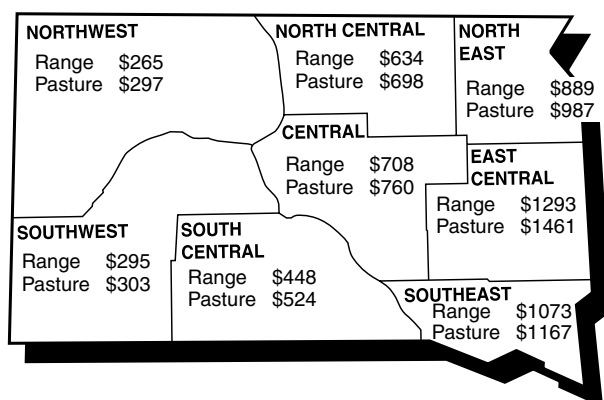 NORTHWEST
Range $265
Pasture $297
NORTH CENTRAL
Range $634
Pasture $698
NORTH
EAST
Range $889
Pasture $987
CENTRAL
Range $708
Pasture $760
EAST
CENTRAL
Range $1293
Pasture $1461
SOUTHWEST
Range $295
Pasture $303
SOUTH
CENTRAL
Range $448
Pasture $524
SOUTHEAST
Range $1073
Pasture $1167